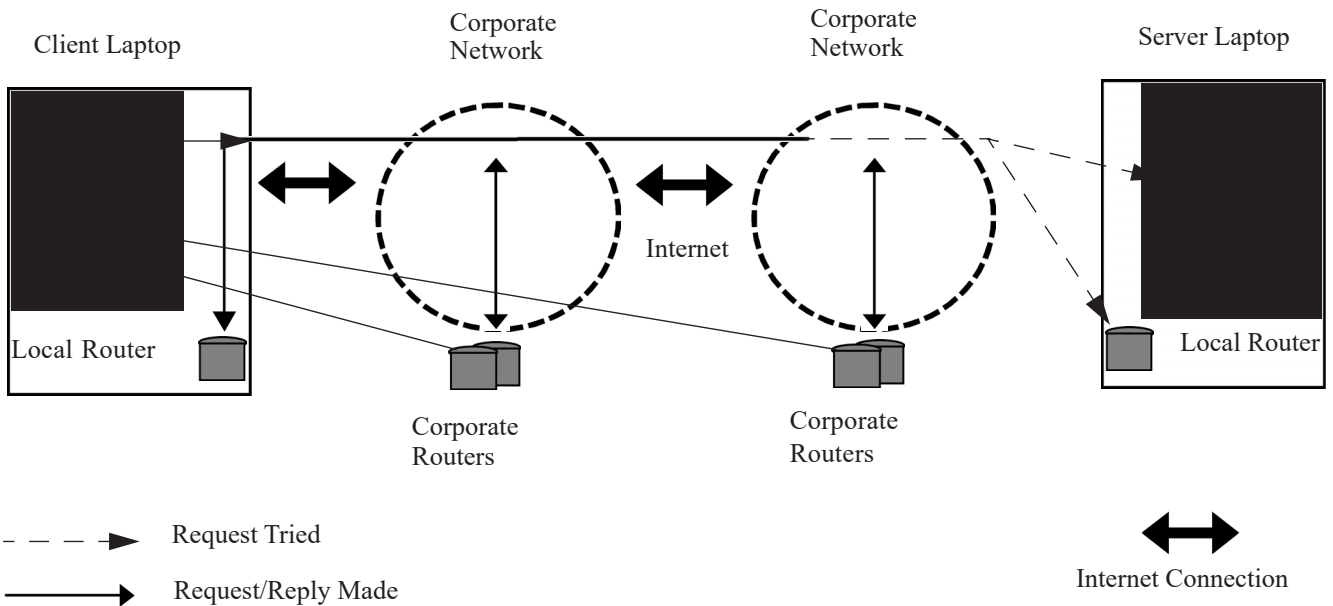 Client Laptop
Corporate
Network
Corporate
Network
Server Laptop
Internet
Local Router
Local Router
Corporate
Routers
Corporate
Routers
Request Tried
Request/Reply Made
Internet Connection